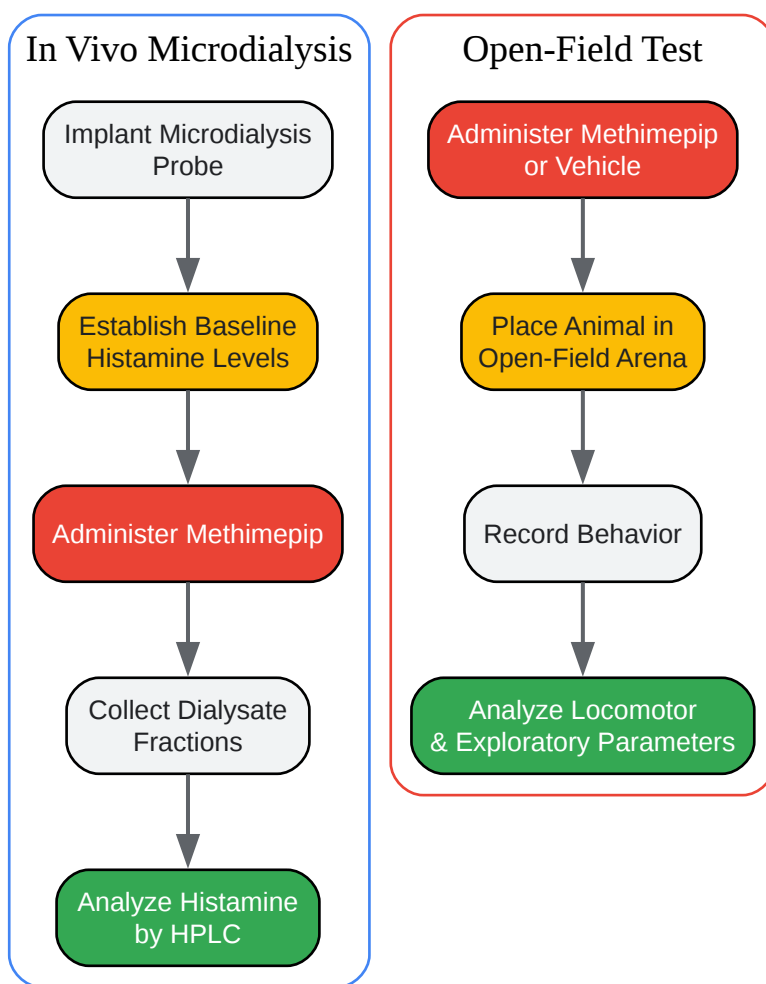 In Vivo Microdialysis
Implant Microdialysis
Probe
Establish Baseline
Histamine Levels
Administer Methimepip
Collect Dialysate
Fractions
Analyze Histamine
by HPLC
Open-Field Test
Administer Methimepip
or Vehicle
Place Animal in
Open-Field Arena
Record Behavior
Analyze Locomotor
& Exploratory Parameters